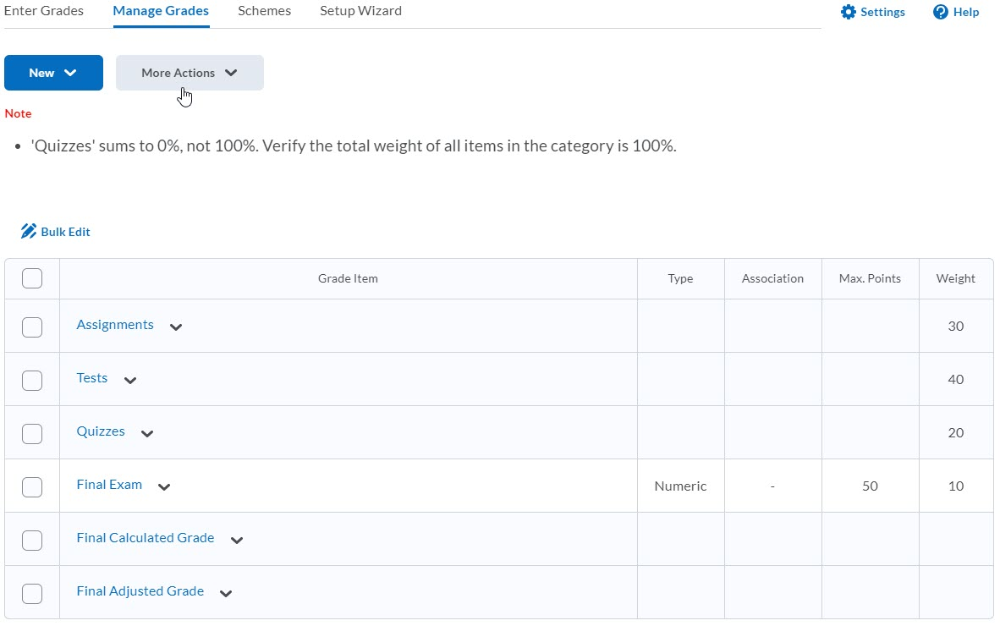 Enter Grades Manage Grades Schemes Setup Wizard Settings Help
New More Actions
Note
• 'Quizzes' sums to 0%, not 100%. Verify the total weight of all items in the category is 100%.
Bulk Edit
Grade Item Type Association Max. Points Weight
Assignments 30
Tests 40
Quizzes 20
Final Exam Numeric - 50 10
Final Calculated Grade
Final Adjusted Grade